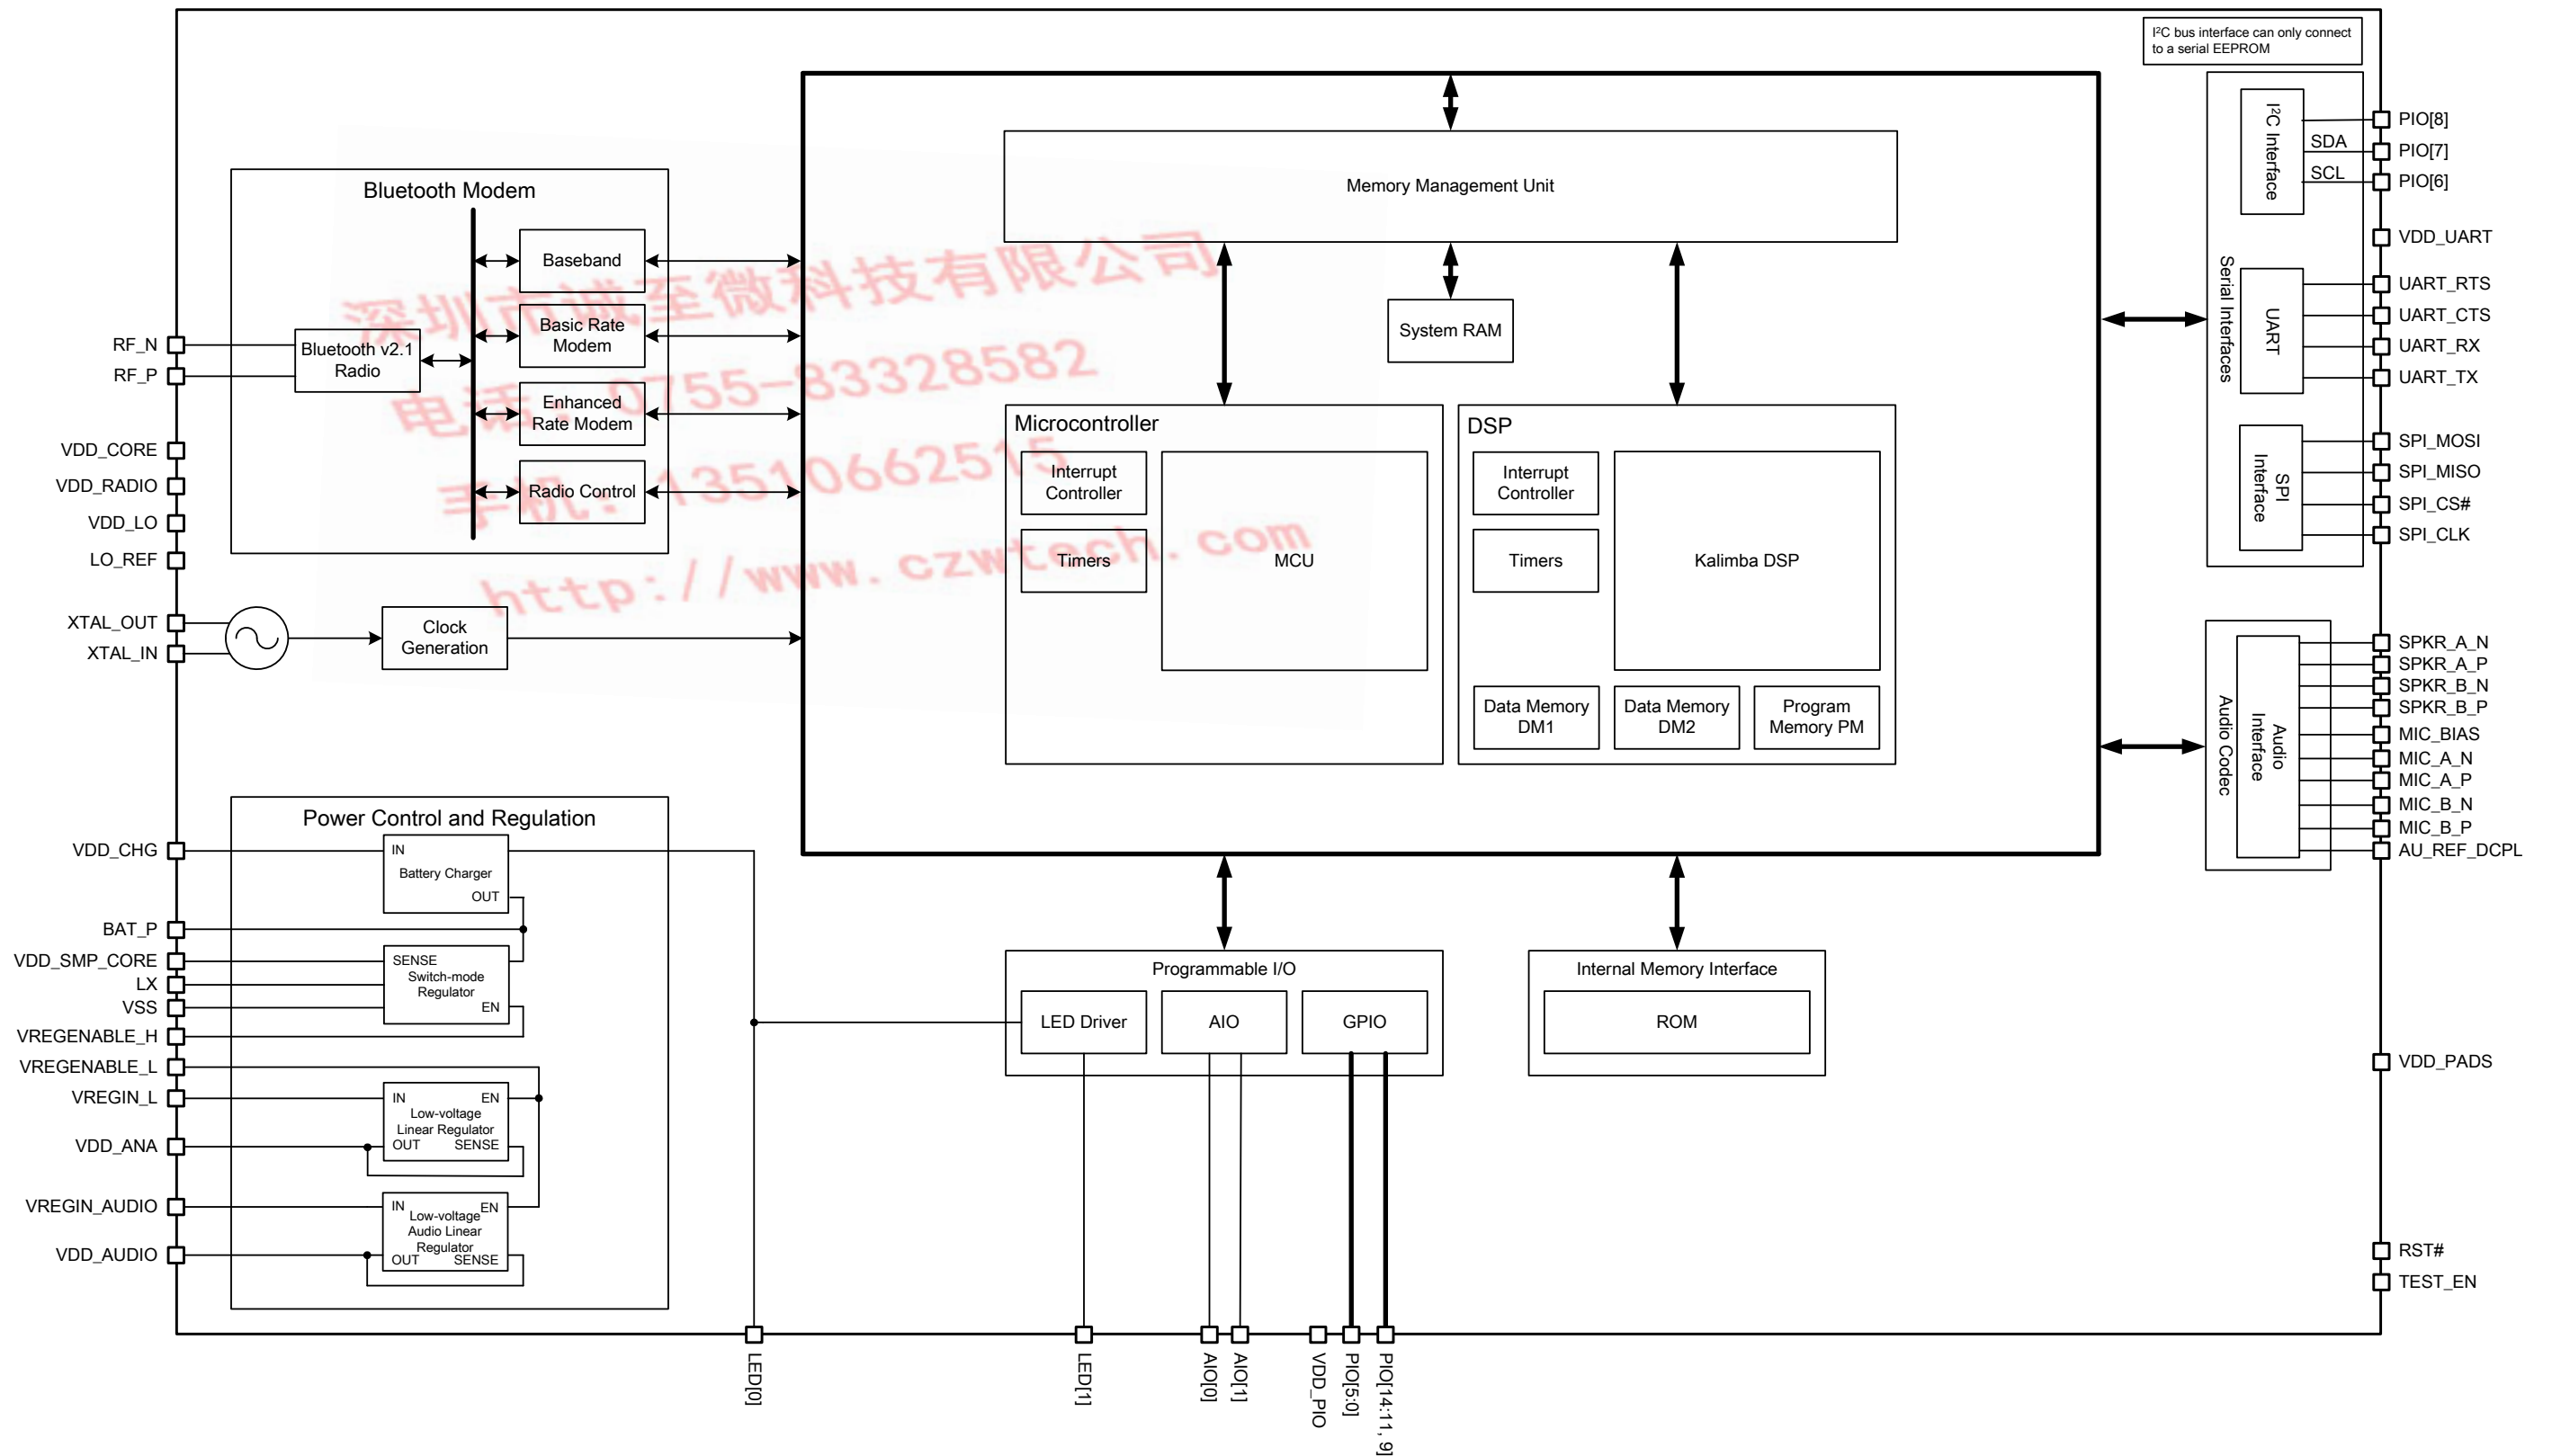 I²C bus interface can only connect
to a serial EEPROM
Bluetooth Modem
Baseband
Basic Rate
Modem
Enhanced
Rate Modem
Radio Control
Bluetooth v2.1
Radio
RF_N
RF_P
VDD_CORE
VDD_RADIO
VDD_LO
LO_REF
XTAL_OUT
XTAL_IN
Clock
Generation
Memory Management Unit
System RAM
Microcontroller
Interrupt
Controller
Timers
MCU
DSP
Interrupt
Controller
Timers
Kalimba DSP
Data Memory
DM1
Data Memory
DM2
Program
Memory PM
Serial Interfaces
I²C Interface
SDA
SCL
PIO[8]
PIO[7]
PIO[6]
VDD_UART
UART
UART_RTS
UART_CTS
UART_RX
UART_TX
SPI
Interface
SPI_MOSI
SPI_MISO
SPI_CS#
SPI_CLK
Audio Codec
Audio
Interface
SPKR_A_N
SPKR_A_P
SPKR_B_N
SPKR_B_P
MIC_BIAS
MIC_A_N
MIC_A_P
MIC_B_N
MIC_B_P
AU_REF_DCPL
VDD_PADS
RST#
TEST_EN
Power Control and Regulation
VDD_CHG
BAT_P
VDD_SMP_CORE
LX
VSS
VREGENABLE_H
VREGENABLE_L
VREGIN_L
VDD_ANA
VREGIN_AUDIO
VDD_AUDIO
IN
Battery Charger
OUT
SENSE
Switch-mode
Regulator
EN
IN
EN
Low-voltage
Linear Regulator
OUT
SENSE
IN
EN
Low-voltage
Audio Linear
Regulator
OUT
SENSE
Programmable I/O
LED Driver
AIO
GPIO
Internal Memory Interface
ROM
LED[0]
LED[1]
AIO[0]
AIO[1]
VDD_PIO
PIO[5:0]
PIO[14:11, 9]
深圳市诚至微科技有限公司
电话：0755-83328582
手机：13510662515
http://www.czwtech.com